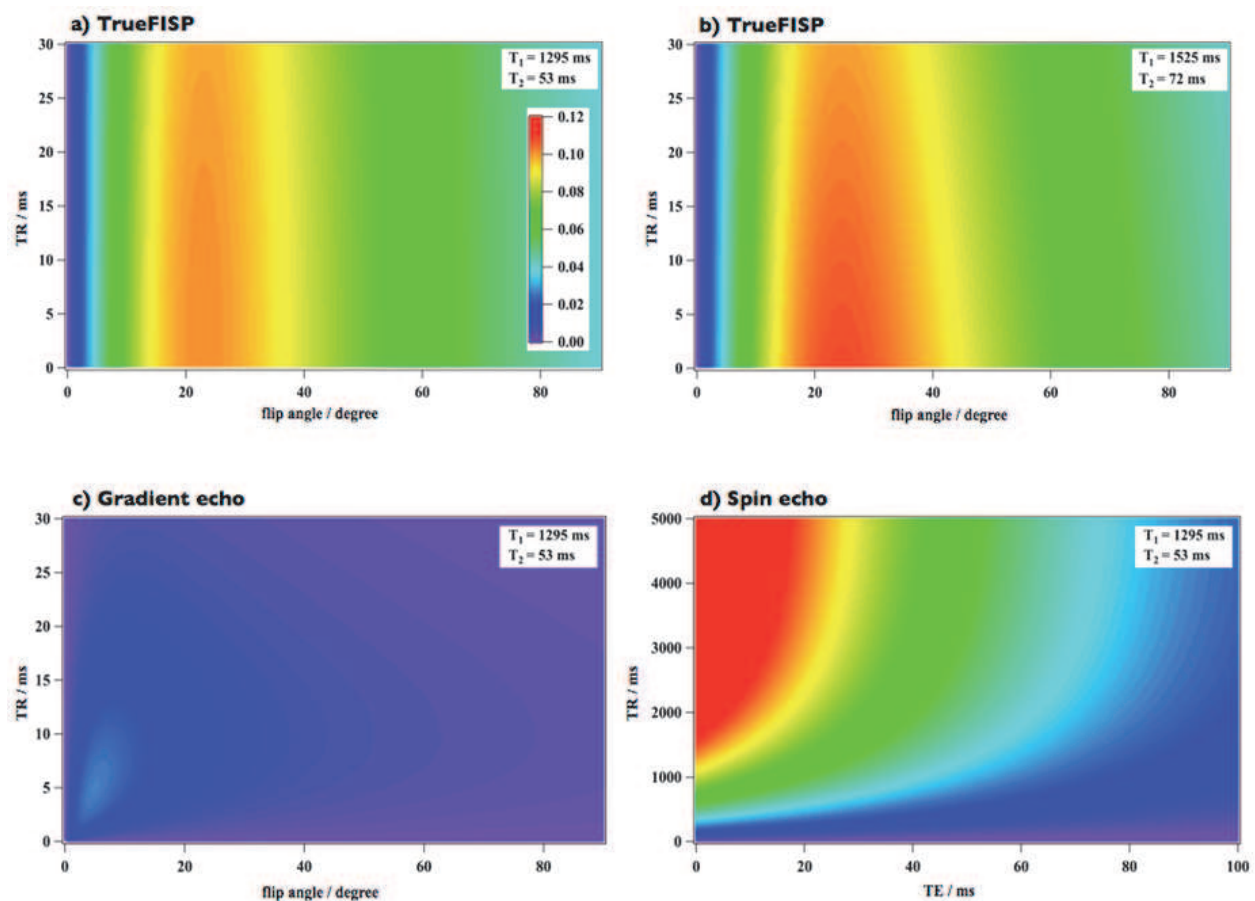 a) TrueFISP
30
25
20
15
10
5
0
TR / ms
T1 = 1295 ms
T2 = 53 ms
0.12
0.10
0.08
0.06
0.04
0.02
0.00
0 20 40 60 80
flip angle / degree
b) TrueFISP
30
25
20
15
10
5
0
TR / ms
T1 = 1525 ms
T2 = 72 ms
0 20 40 60 80
flip angle / degree
c) Gradient echo
30
25
20
15
10
5
0
TR / ms
T1 = 1295 ms
T2 = 53 ms
0 20 40 60 80
flip angle / degree
d) Spin echo
5000
4000
3000
2000
1000
0
TR / ms
T1 = 1295 ms
T2 = 53 ms
0 20 40 60 80 100
TE / ms